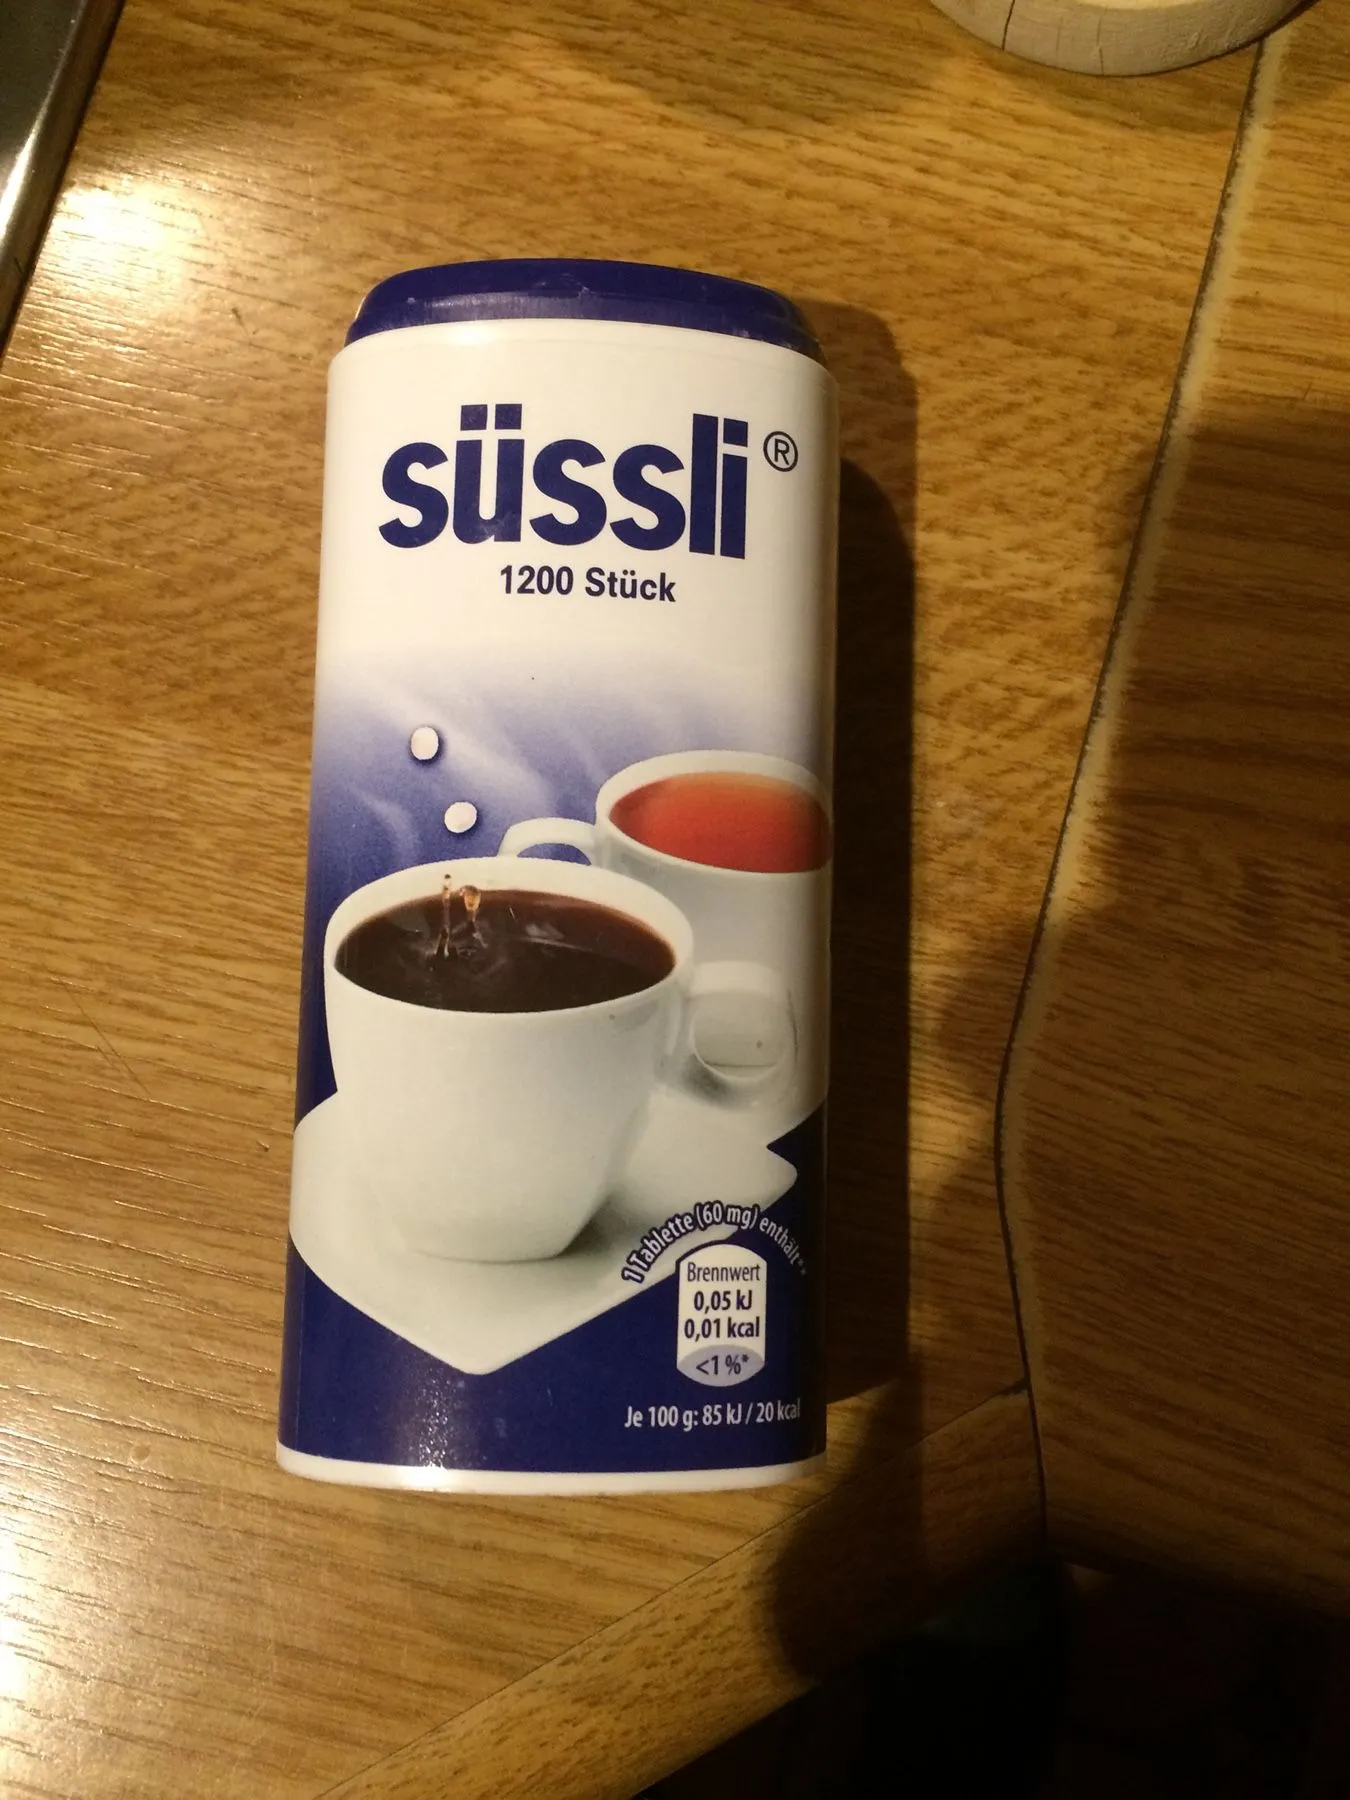 süssli®
1200 Stück
1 Tablette (60 mg) enthält**
Brennwert
0,05 kJ
0,01 kcal
<1 %*
Je 100 g: 85 kJ / 20 kcal